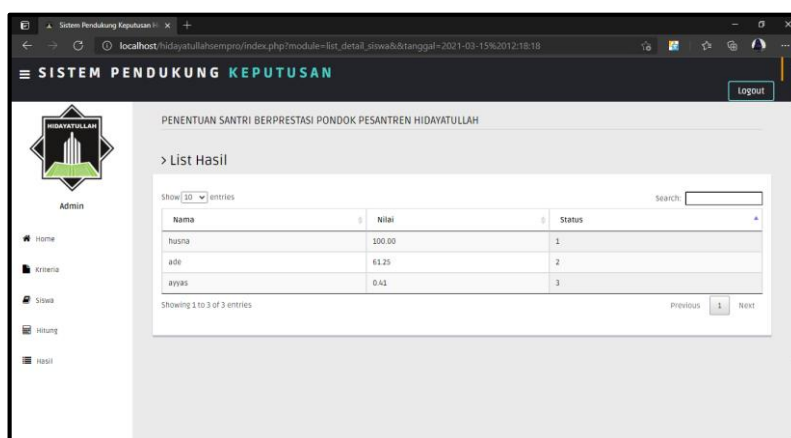 Sistem Pendukung Keputusan
localhost/hidayatullahsempro/index.php?module=list_detail_siswa&&tanggal=2021-03-15%2012:18:18
SISTEM PENDUKUNG KEPUTUSAN
Logout
HIDAYATULLAH
Admin
Home
Kriteria
Siswa
Hitung
Hasil
PENENTUAN SANTRI BERPRESTASI PONDOK PESANTREN HIDAYATULLAH
> List Hasil
Show 10 entries
Search:
Nama Nilai Status
husna 100.00 1
ade 61.25 2
ayyas 0.41 3
Showing 1 to 3 of 3 entries
Previous 1 Next